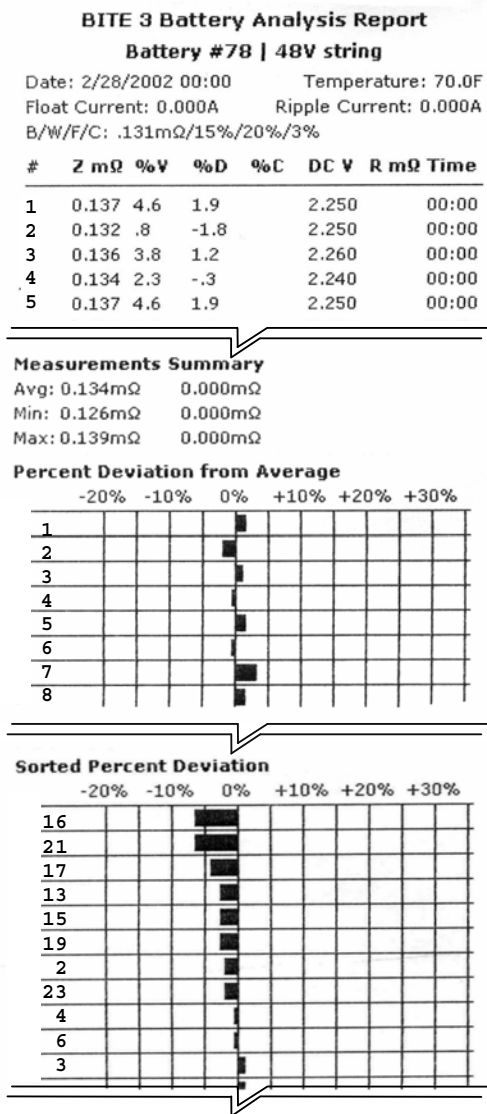 BITE 3 Battery Analysis Report
Battery #78 | 48V string
Date: 2/28/2002 00:00 Temperature: 70.0F
Float Current: 0.000A Ripple Current: 0.000A
B/W/F/C: .131mΩ/15%/20%/3%
# Z mΩ %V %D %C DC V R mΩ Time
1 0.137 4.6 1.9 2.250 00:00
2 0.132 .8 -1.8 2.250 00:00
3 0.136 3.8 1.2 2.260 00:00
4 0.134 2.3 -.3 2.240 00:00
5 0.137 4.6 1.9 2.250 00:00
Measurements Summary
Avg: 0.134mΩ 0.000mΩ
Min: 0.126mΩ 0.000mΩ
Max: 0.139mΩ 0.000mΩ
Percent Deviation from Average
-20% -10% 0% +10% +20% +30%
1
2
3
4
5
6
7
8
Sorted Percent Deviation
-20% -10% 0% +10% +20% +30%
16
21
17
13
15
19
2
23
4
6
3